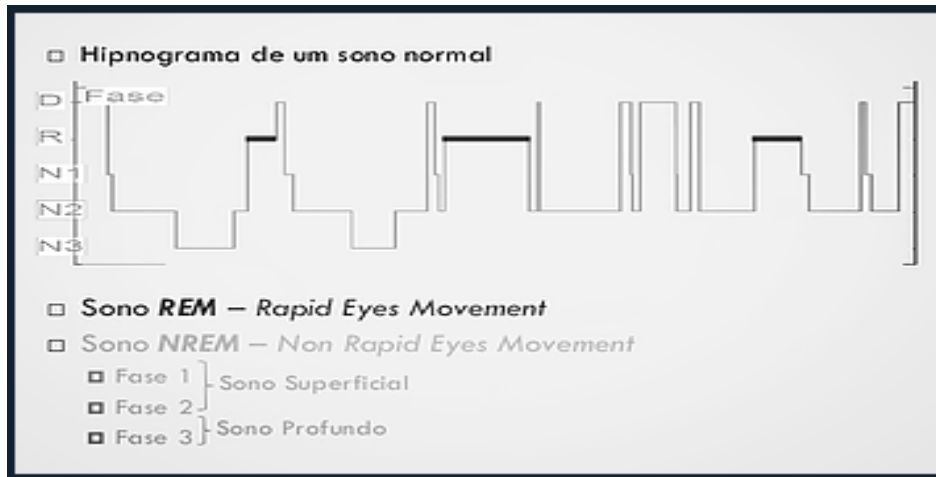 Hipnograma de um sono normal
Fase
D
R
N1
N2
N3
Sono REM – Rapid Eyes Movement
Sono NREM – Non Rapid Eyes Movement
Fase 1
Sono Superficial
Fase 2
Fase 3
Sono Profundo